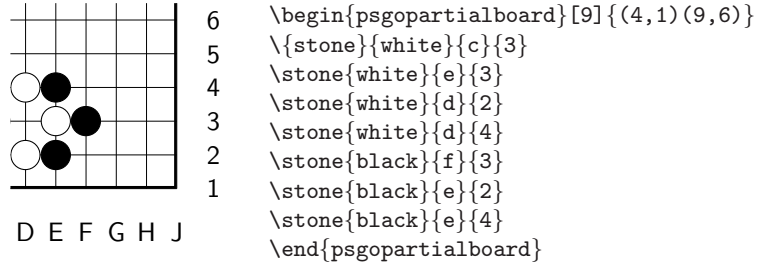 6
5
4
3
2
1
D E F G H J
\begin{psgopartialboard}[9]{(4,1)(9,6)}
\{stone}{white}{c}{3}
\stone{white}{e}{3}
\stone{white}{d}{2}
\stone{white}{d}{4}
\stone{black}{f}{3}
\stone{black}{e}{2}
\stone{black}{e}{4}
\end{psgopartialboard}